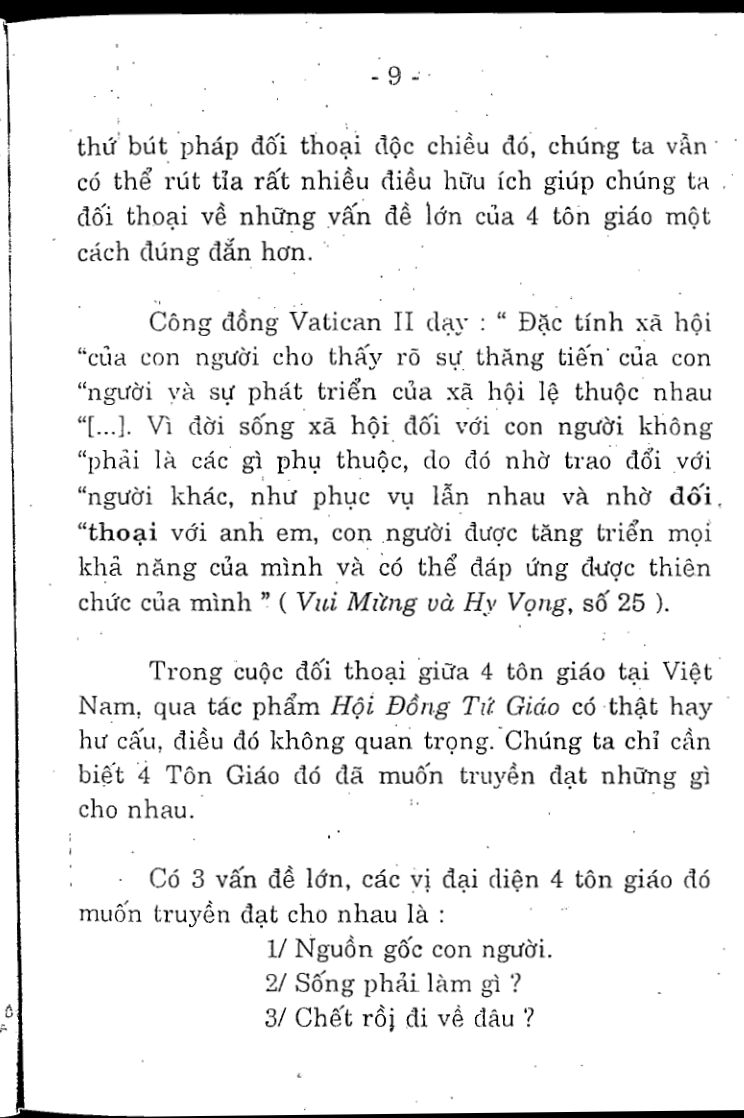 - 9 -
thứ bút pháp đối thoại độc chiều đó, chúng ta vẫn
có thể rút tỉa rất nhiều điều hữu ích giúp chúng ta
đối thoại về những vấn đề lớn của 4 tôn giáo một
cách đúng đắn hơn.
Công đồng Vatican II dạy : “ Đặc tính xã hội
“của con người cho thấy rõ sự thăng tiến của con
“người và sự phát triển của xã hội lệ thuộc nhau
“[...]. Vì đời sống xã hội đối với con người không
“phải là các gì phụ thuộc, do đó nhờ trao đổi với
“người khác, như phục vụ lẫn nhau và nhờ đối
“thoại với anh em, con người được tăng triển mọi
khả năng của mình và có thể đáp ứng được thiên
chức của mình ” ( Vui Mừng và Hy Vọng, số 25 ).
Trong cuộc đối thoại giữa 4 tôn giáo tại Việt
Nam, qua tác phẩm Hội Đồng Tứ Giáo có thật hay
hư cấu, điều đó không quan trọng. Chúng ta chỉ cần
biết 4 Tôn Giáo đó đã muốn truyền đạt những gì
cho nhau.
Có 3 vấn đề lớn, các vị đại diện 4 tôn giáo đó
muốn truyền đạt cho nhau là :
1/ Nguồn gốc con người.
2/ Sống phải làm gì ?
3/ Chết rồi đi về đâu ?